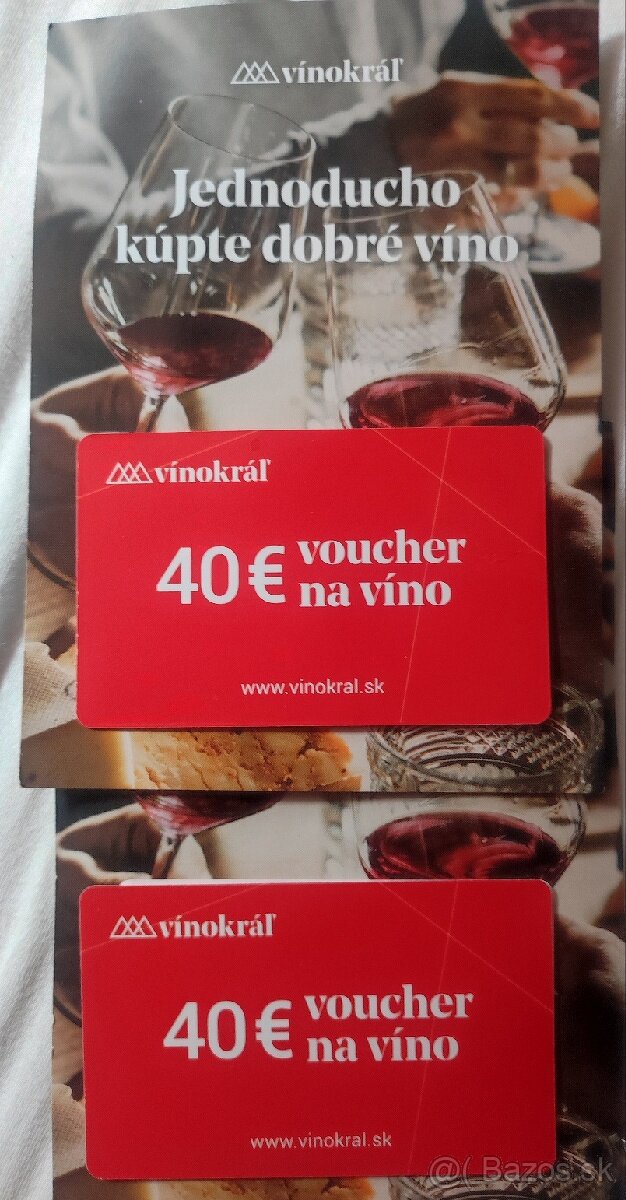 vínokráľ
Jednoducho
kúpte dobré víno
vínokráľ
40€ voucher
na víno
www.vinokral.sk
vínokráľ
40€ voucher
na víno
www.vinokral.sk
@(_Bazos.sk